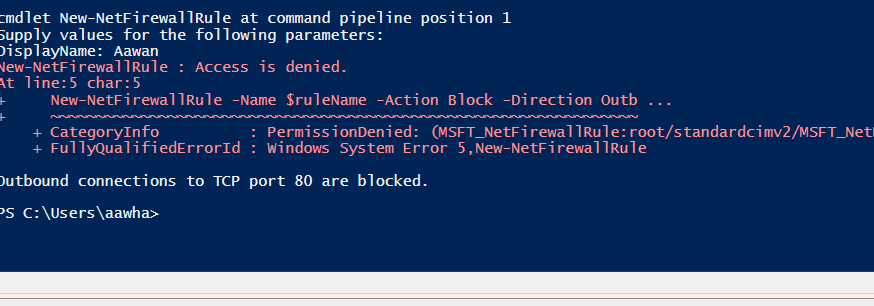 cmdlet New-NetFirewallRule at command pipeline position 1
Supply values for the following parameters:
DisplayName: Aawan
New-NetFirewallRule : Access is denied.
At line:5 char:5
+     New-NetFirewallRule -Name $ruleName -Action Block -Direction Outb ...
+     ~~~~~~~~~~~~~~~~~~~~~~~~~~~~~~~~~~~~~~~~~~~~~~~~~~~~~~~~~~~~~~~~~
    + CategoryInfo          : PermissionDenied: (MSFT_NetFirewallRule:root/standardcimv2/MSFT_Net
    + FullyQualifiedErrorId : Windows System Error 5,New-NetFirewallRule
Outbound connections to TCP port 80 are blocked.
PS C:\Users\aawha>